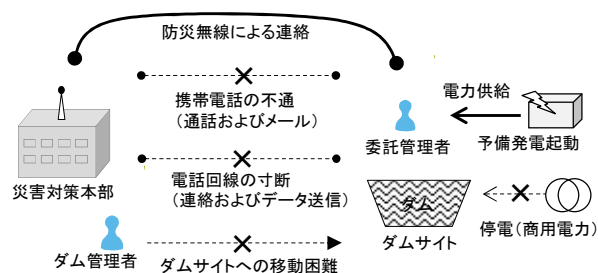 防災無線による連絡
携帯電話の不通
（通話およびメール）
電力供給
委託管理者
予備発電起動
災害対策本部
電話回線の寸断
（連絡およびデータ送信）
ダム
ダムサイト
停電（商用電力）
ダム管理者
ダムサイトへの移動困難